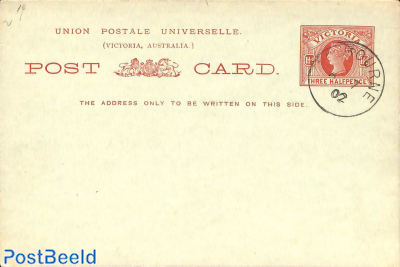 UNION POSTALE UNIVERSELLE.
(VICTORIA, AUSTRALIA.)
POST CARD.
THE ADDRESS ONLY TO BE WRITTEN ON THIS SIDE.
VICTORIA
THREE HALFPENCE
OURNE
02
PostBeeld